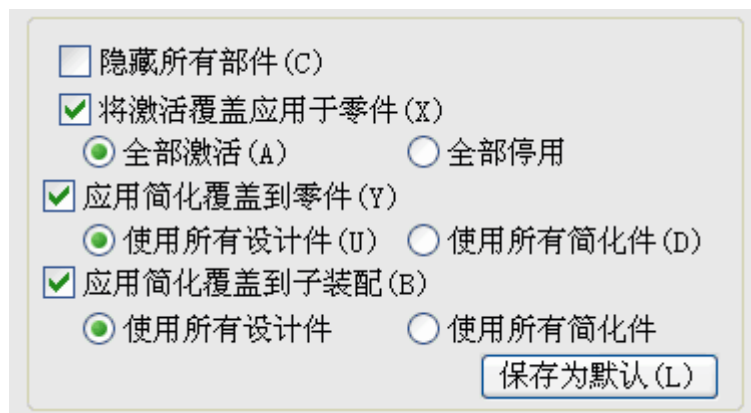 隐藏所有部件(C)
将激活覆盖应用于零件(X)
全部激活(A) 全部停用
应用简化覆盖到零件(Y)
使用所有设计件(U) 使用所有简化件(D)
应用简化覆盖到子装配(B)
使用所有设计件 使用所有简化件
保存为默认(L)